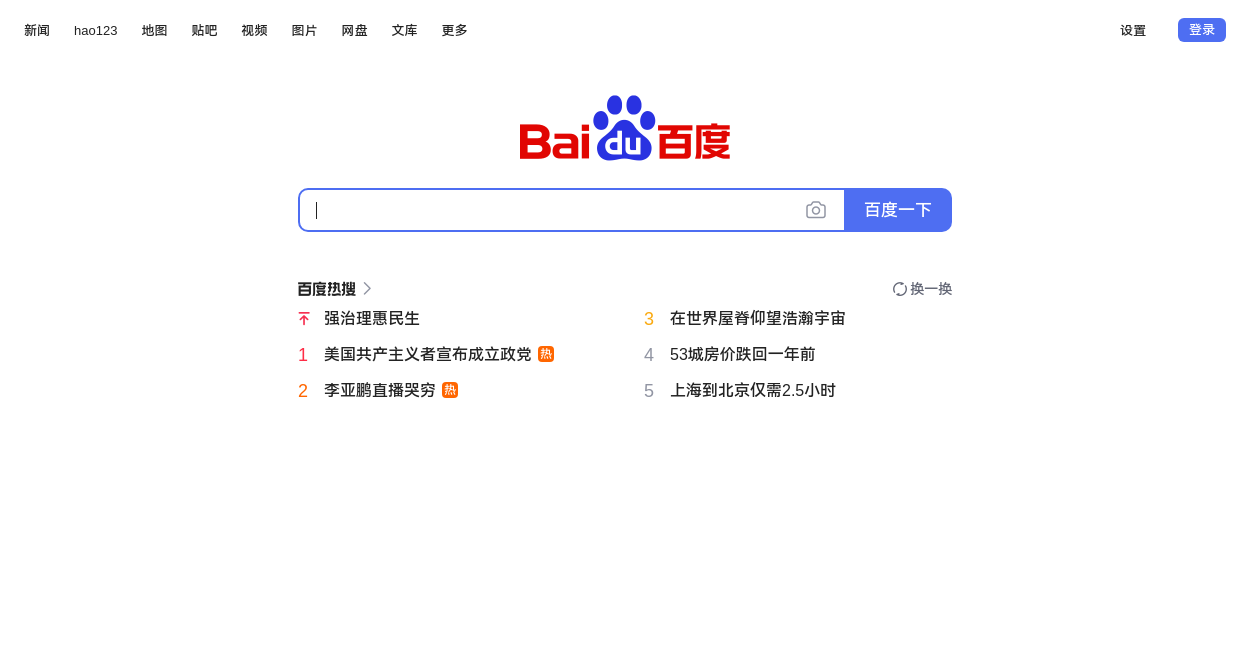 新闻 hao123 地图 贴吧 视频 图片 网盘 文库 更多 设置 登录
Bai du 百度
百度一下
百度热搜 换一换
强治理惠民生
3 在世界屋脊仰望浩瀚宇宙
1 美国共产主义者宣布成立政党 热
4 53城房价跌回一年前
2 李亚鹏直播哭穷 热
5 上海到北京仅需2.5小时